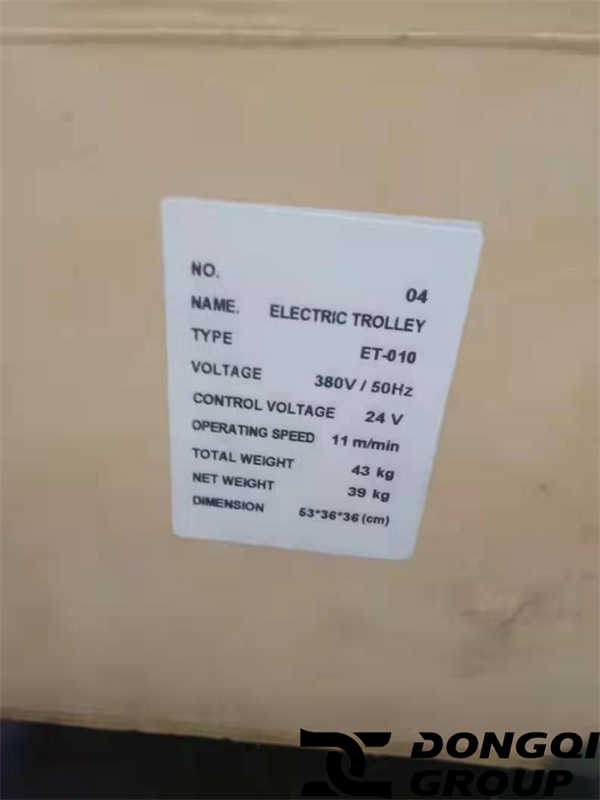 NO. 04
NAME. ELECTRIC TROLLEY
TYPE ET-010
VOLTAGE 380V / 50Hz
CONTROL VOLTAGE 24 V
OPERATING SPEED 11 m/min
TOTAL WEIGHT 43 kg
NET WEIGHT 39 kg
DIMENSION 53*36*36 (cm)
DONGQI
GROUP